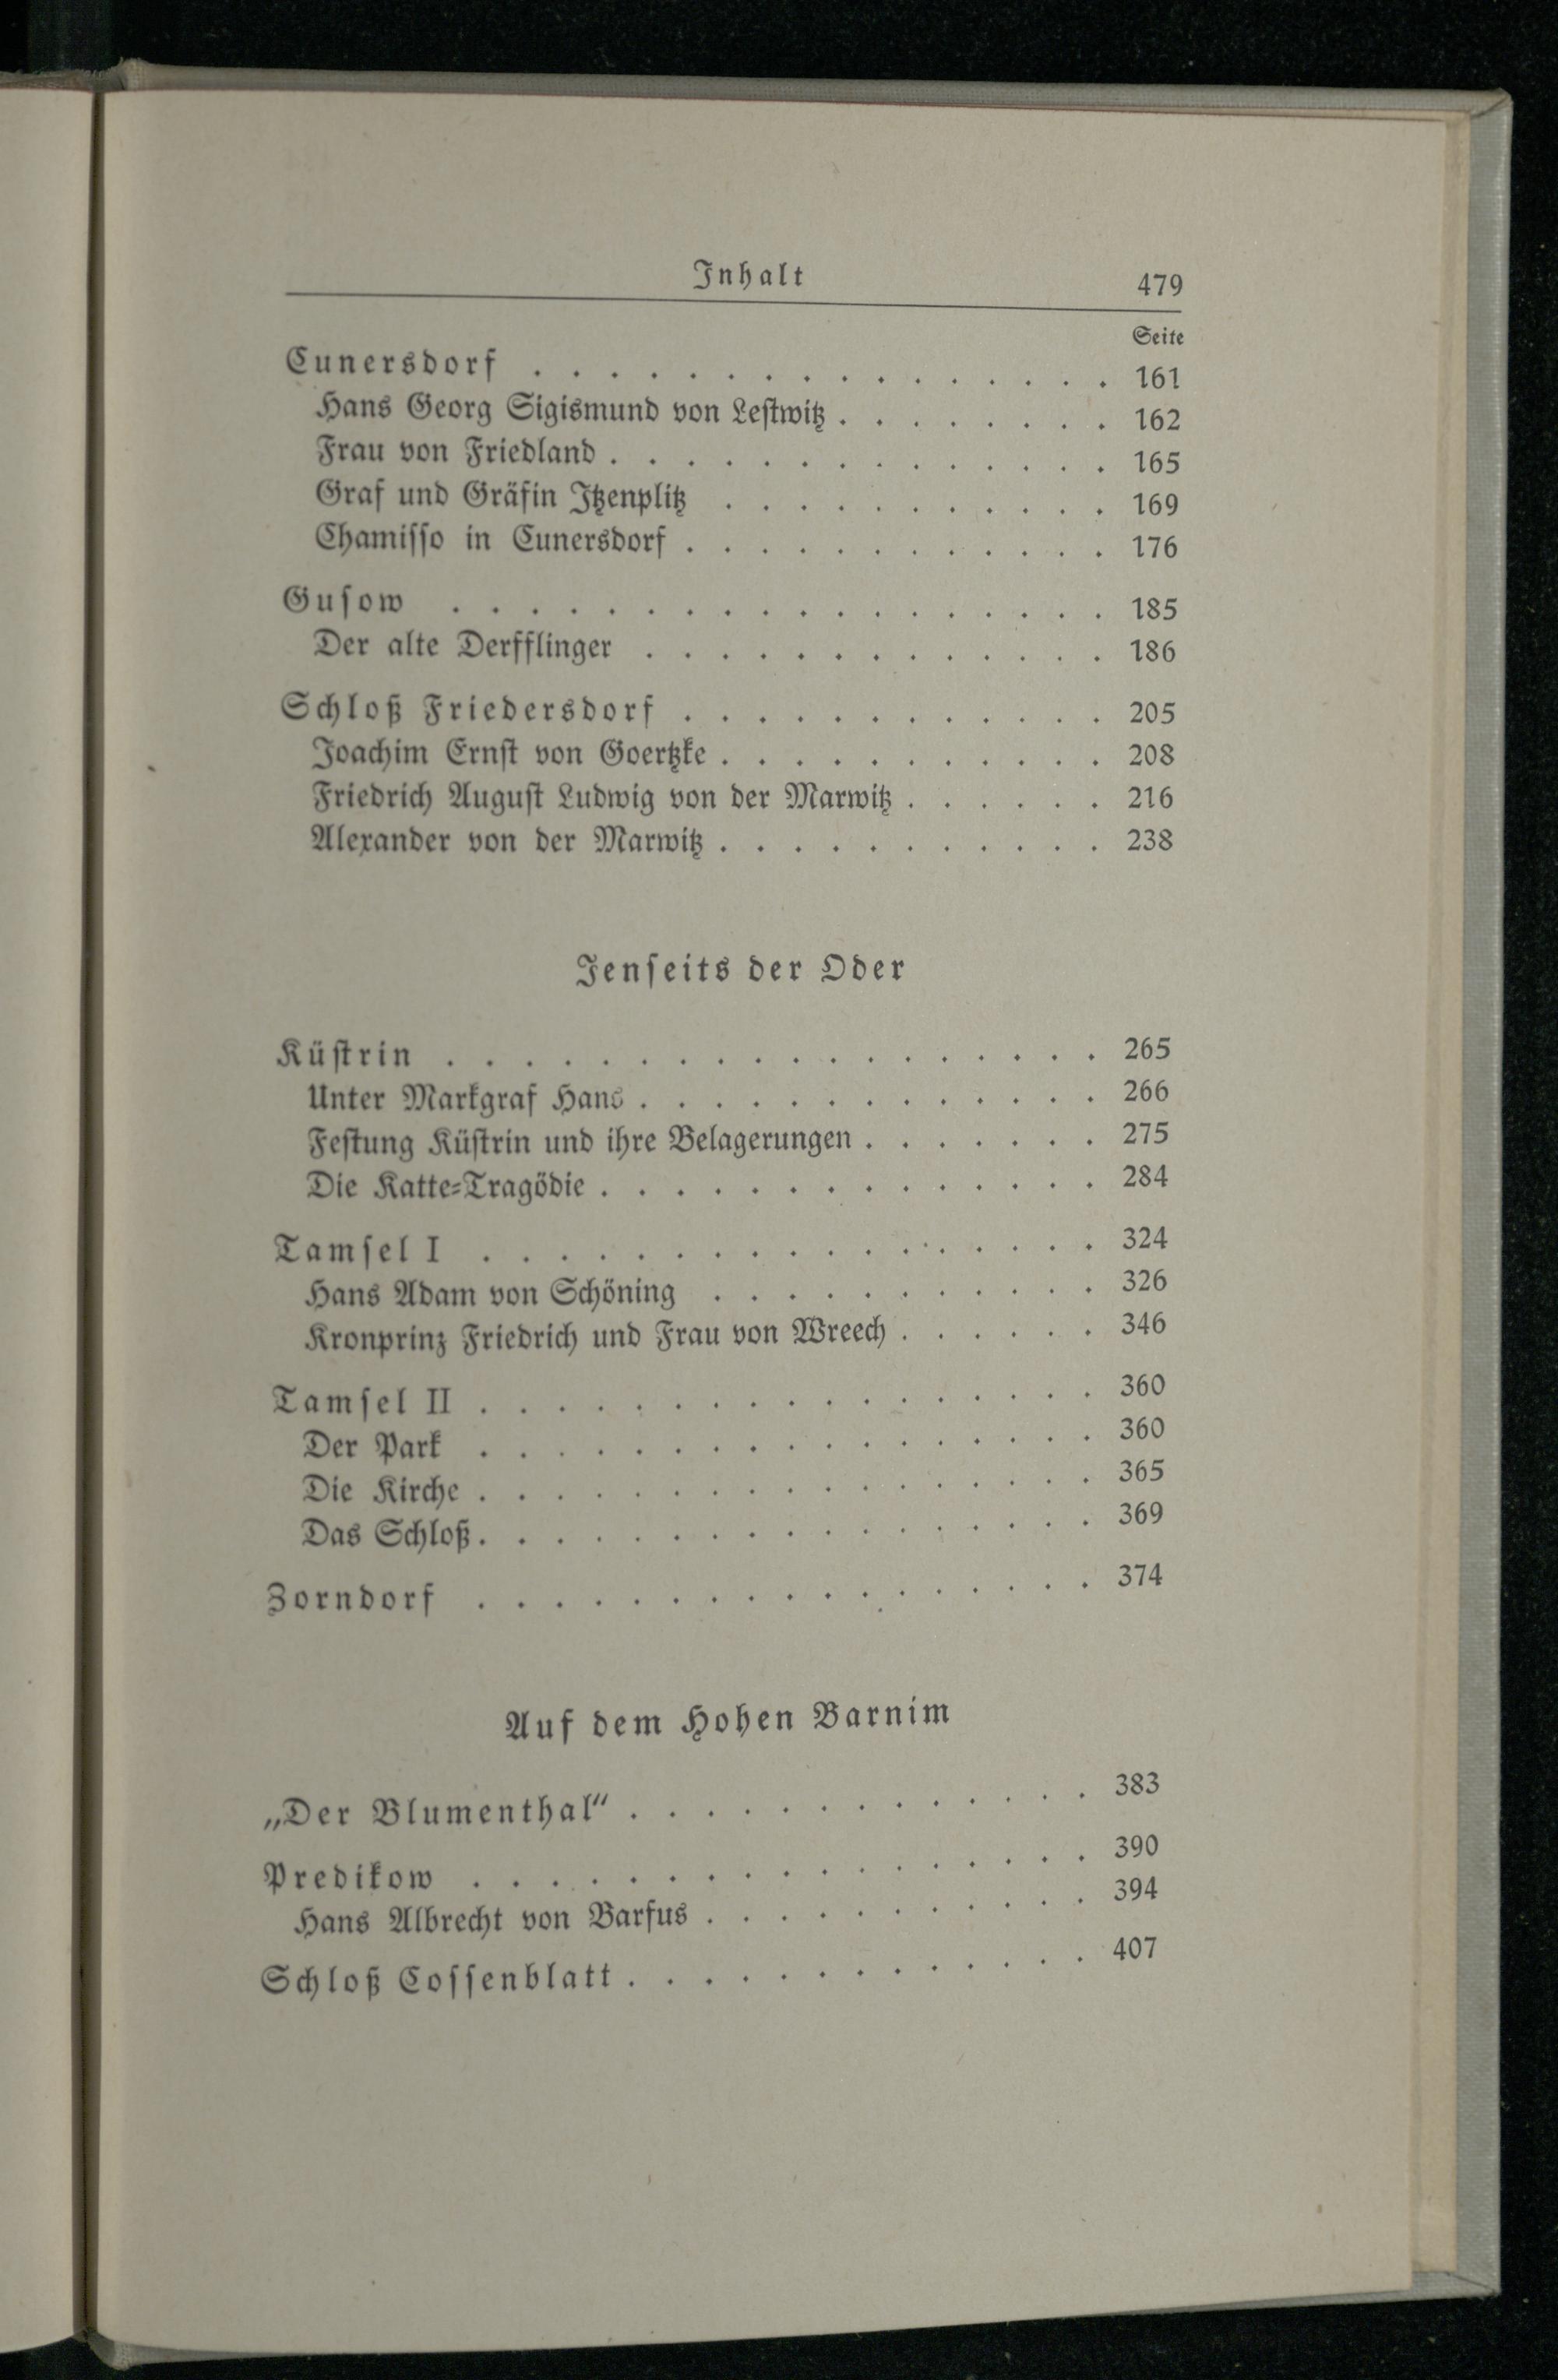 Inhalt 479
Seite
Cunersdorf . . . . . . . . . . . . . . . . 161
Hans Georg Sigismund von Leſtwitz . . . . . . . . 162
Frau von Friedland . . . . . . . . . . . . . . 165
Graf und Gräfin Itzenplitz . . . . . . . . . . . 169
Chamiſſo in Cunersdorf . . . . . . . . . . . . 176
Guſow . . . . . . . . . . . . . . . . . . 185
Der alte Derfflinger . . . . . . . . . . . . . 186
Schloß Friedersdorf . . . . . . . . . . . . 205
Joachim Ernſt von Goertzke . . . . . . . . . . . 208
Friedrich Auguſt Ludwig von der Marwitz . . . . . . 216
Alexander von der Marwitz . . . . . . . . . . . 238
Jenſeits der Oder
Küſtrin . . . . . . . . . . . . . . . . . . 265
Unter Markgraf Hans . . . . . . . . . . . . . 266
Feſtung Küſtrin und ihre Belagerungen . . . . . . . 275
Die Katte-Tragödie . . . . . . . . . . . . . . 284
Tamſel I . . . . . . . . . . . . . . . . . 324
Hans Adam von Schöning . . . . . . . . . . . 326
Kronprinz Friedrich und Frau von Wreech . . . . . . 346
Tamſel II . . . . . . . . . . . . . . . . . 360
Der Park . . . . . . . . . . . . . . . . . 360
Die Kirche . . . . . . . . . . . . . . . . . 365
Das Schloß . . . . . . . . . . . . . . . . . 369
Zorndorf . . . . . . . . . . . . . . . . . 374
Auf dem Hohen Barnim
„Der Blumenthal“ . . . . . . . . . . . . . 383
Predikow . . . . . . . . . . . . . . . . . 390
Hans Albrecht von Barfus . . . . . . . . . . . 394
Schloß Coſſenblatt . . . . . . . . . . . . . 407